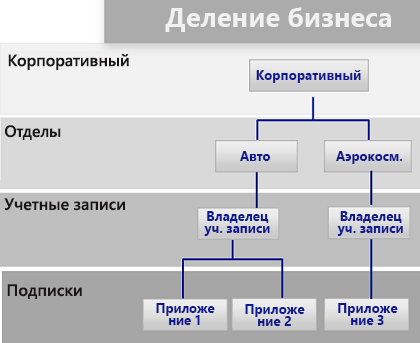 Деление бизнеса
Корпоративный
Корпоративный
Отделы
Авто
Аэрокосм.
Учетные записи
Владелец
уч. записи
Владелец
уч. записи
Подписки
Приложе
ние 1
Приложе
ние 2
Приложе
ние 3